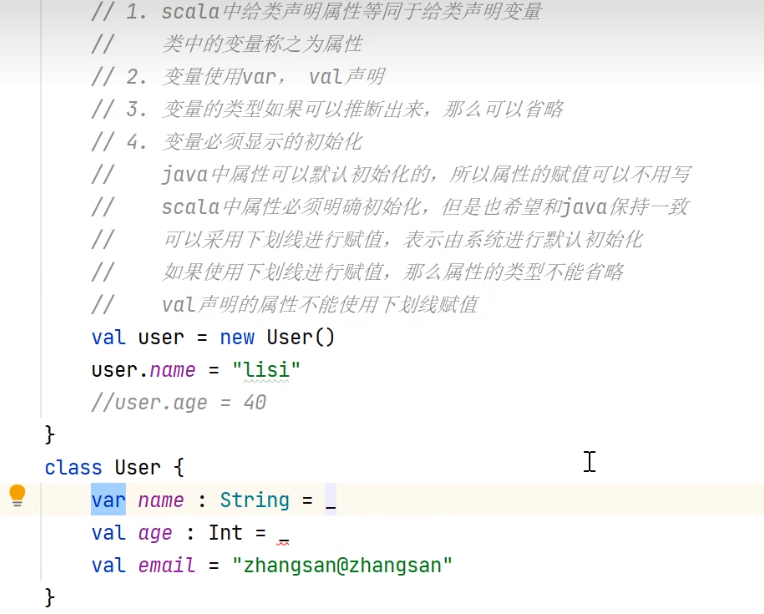 // 1. scala中给类声明属性等同于给类声明变量
//    类中的变量称之为属性
// 2. 变量使用var， val声明
// 3. 变量的类型如果可以推断出来，那么可以省略
// 4. 变量必须显示的初始化
//    java中属性可以默认初始化的，所以属性的赋值可以不用写
//    scala中属性必须明确初始化，但是也希望和java保持一致
//    可以采用下划线进行赋值，表示由系统进行默认初始化
//    如果使用下划线进行赋值，那么属性的类型不能省略
//    val声明的属性不能使用下划线赋值
val user = new User()
user.name = "lisi"
//user.age = 40
}
class User {
var name : String = _
val age : Int = _
val email = "zhangsan@zhangsan"
}